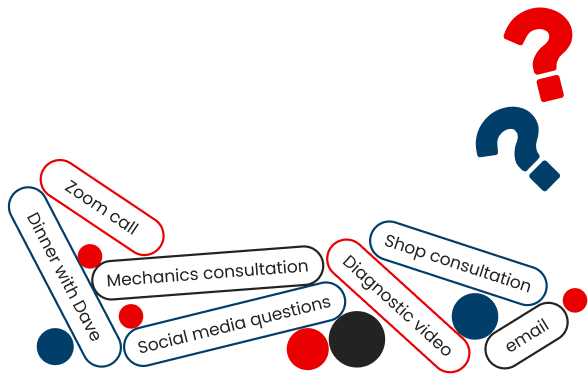 ?
?
Zoom call
Dinner with Dave
Mechanics consultation
Social media questions
Diagnostic video
Shop consultation
email